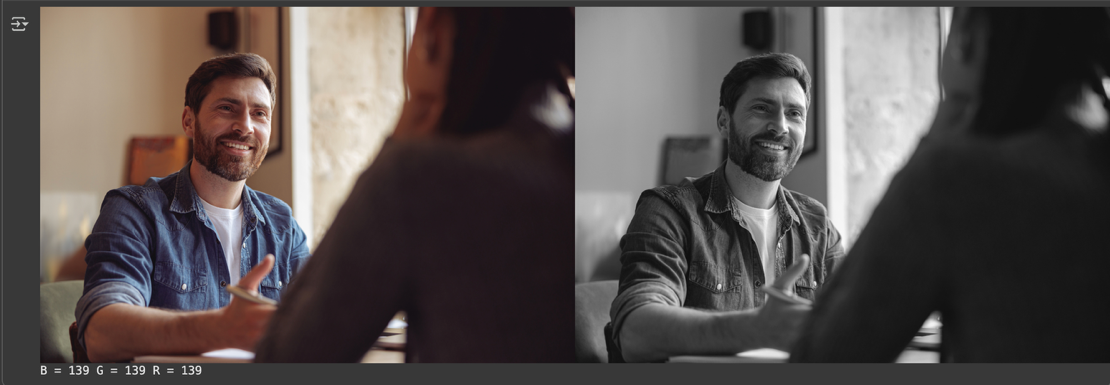 B = 139 G = 139 R = 139